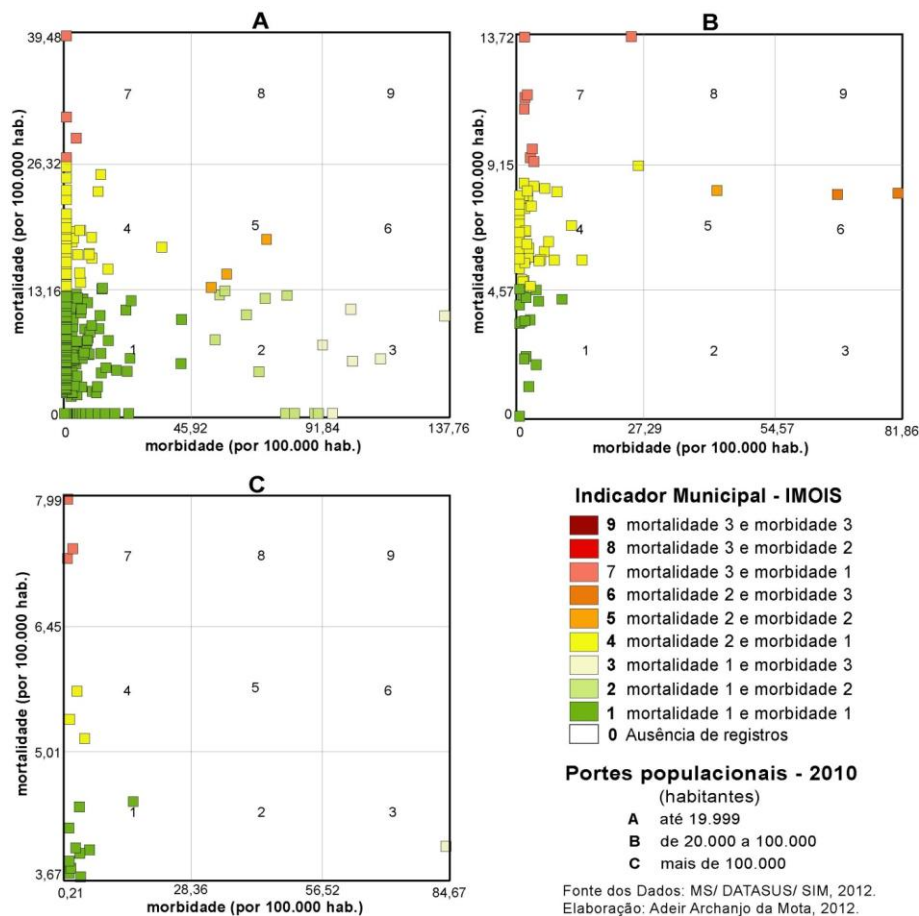 A
39,48
26,32
13,16
0
mortalidade (por 100.000 hab.)
7
8
9
4
5
6
1
2
3
0
45,92
91,84
137,76
morbidade (por 100.000 hab.)
B
13,72
9,15
4,57
0
mortalidade (por 100.000 hab.)
7
8
9
4
5
6
1
2
3
0
27,29
54,57
81,86
morbidade (por 100.000 hab.)
C
7,99
6,45
5,01
3,67
mortalidade (por 100.000 hab.)
7
8
9
4
5
6
1
2
3
0,21
28,36
56,52
84,67
morbidade (por 100.000 hab.)
Indicador Municipal - IMOIS
9 mortalidade 3 e morbidade 3
8 mortalidade 3 e morbidade 2
7 mortalidade 3 e morbidade 1
6 mortalidade 2 e morbidade 3
5 mortalidade 2 e morbidade 2
4 mortalidade 2 e morbidade 1
3 mortalidade 1 e morbidade 3
2 mortalidade 1 e morbidade 2
1 mortalidade 1 e morbidade 1
0 Ausência de registros
Portes populacionais - 2010
(habitantes)
A até 19.999
B de 20.000 a 100.000
C mais de 100.000
Fonte dos Dados: MS/ DATASUS/ SIM, 2012.
Elaboração: Adeir Archanjo da Mota, 2012.